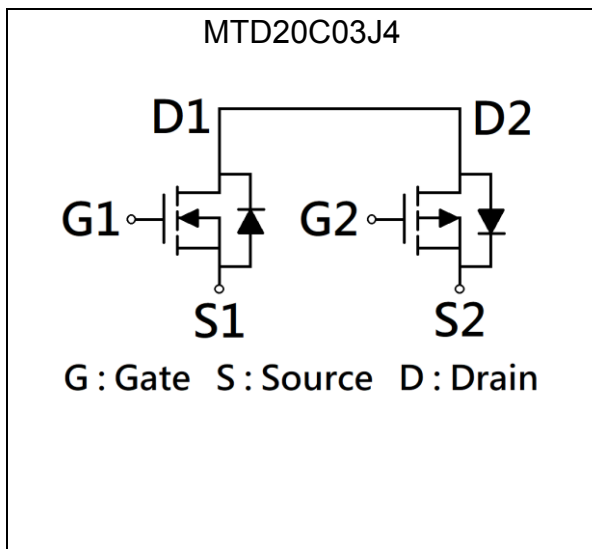 MTD20C03J4
D1 D2
G1 G2
S1 S2
G : Gate S : Source D : Drain